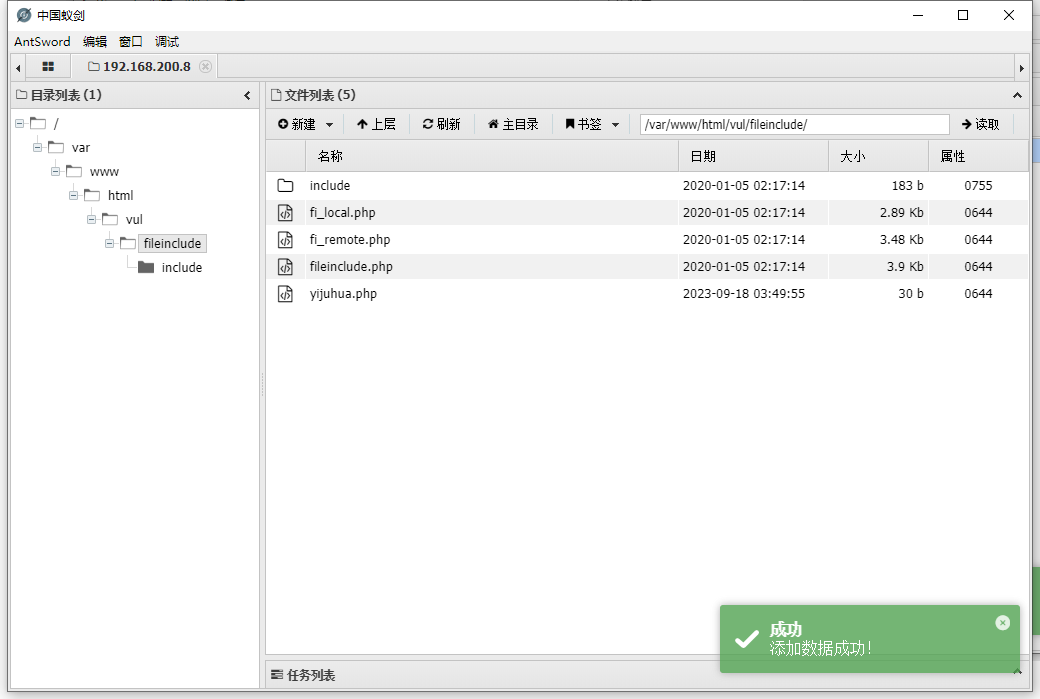 中国蚁剑
AntSword 编辑 窗口 调试
192.168.200.8
目录列表 (1)
/
var
www
html
vul
fileinclude
include
文件列表 (5)
新建 上层 刷新 主目录 书签 /var/www/html/vul/fileinclude/ 读取
名称 日期 大小 属性
include 2020-01-05 02:17:14 183 b 0755
fi_local.php 2020-01-05 02:17:14 2.89 Kb 0644
fi_remote.php 2020-01-05 02:17:14 3.48 Kb 0644
fileinclude.php 2020-01-05 02:17:14 3.9 Kb 0644
yijuhua.php 2023-09-18 03:49:55 30 b 0644
成功
添加数据成功!
任务列表